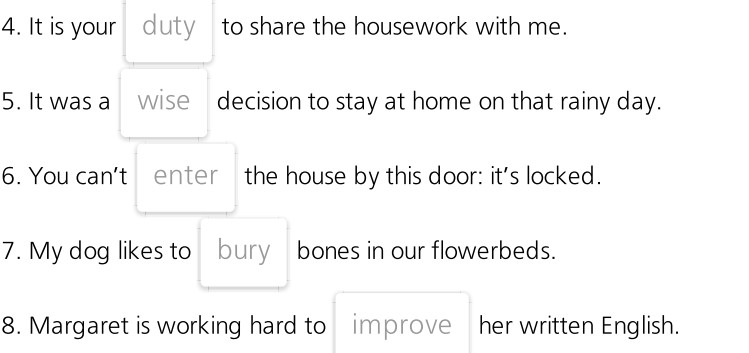 4. It is your duty to share the housework with me.
5. It was a wise decision to stay at home on that rainy day.
6. You can’t enter the house by this door: it’s locked.
7. My dog likes to bury bones in our flowerbeds.
8. Margaret is working hard to improve her written English.